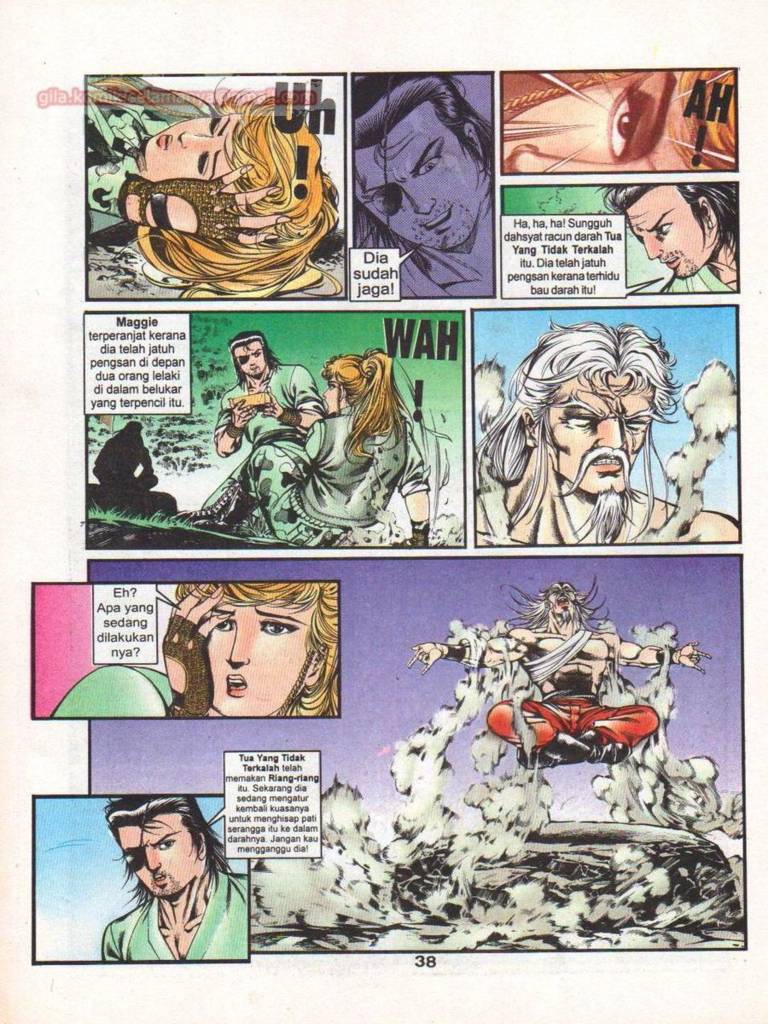 UH!
Dia
sudah
jaga!
AH!
Ha, ha, ha! Sungguh
dahsyat racun darah Tua
Yang Tidak Terkalah
itu. Dia telah jatuh
pengsan kerana terhidu
bau darah itu!
Maggie
terperanjat kerana
dia telah jatuh
pengsan di depan
dua orang lelaki
di dalam belukar
yang terpencil itu.
WAH!
Eh?
Apa yang
sedang
dilakukan
nya?
Tua Yang Tidak
Terkalah telah
memakan Riang-riang
itu. Sekarang dia
sedang mengatur
kembali kuasanya
untuk menghisap pati
serangga itu ke dalam
darahnya. Jangan kau
mengganggu dia!
38